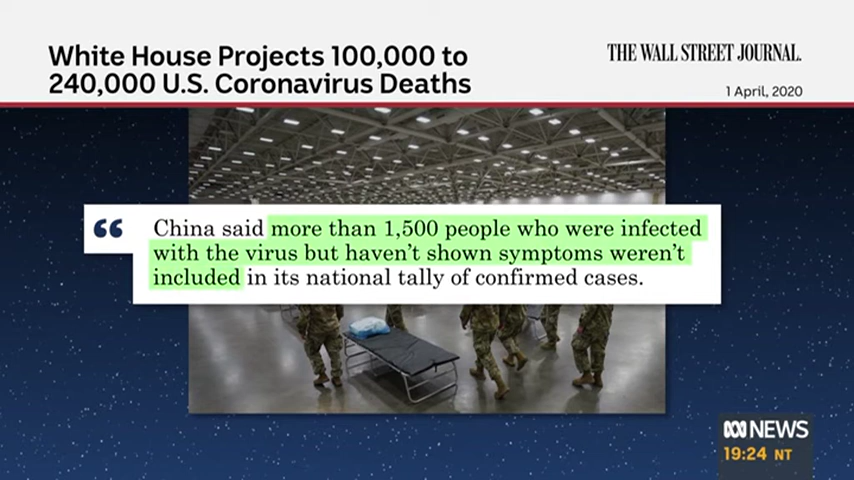 White House Projects 100,000 to
240,000 U.S. Coronavirus Deaths
THE WALL STREET JOURNAL.
1 April, 2020
“ China said more than 1,500 people who were infected
with the virus but haven’t shown symptoms weren’t
included in its national tally of confirmed cases.
NEWS
19:24 NT